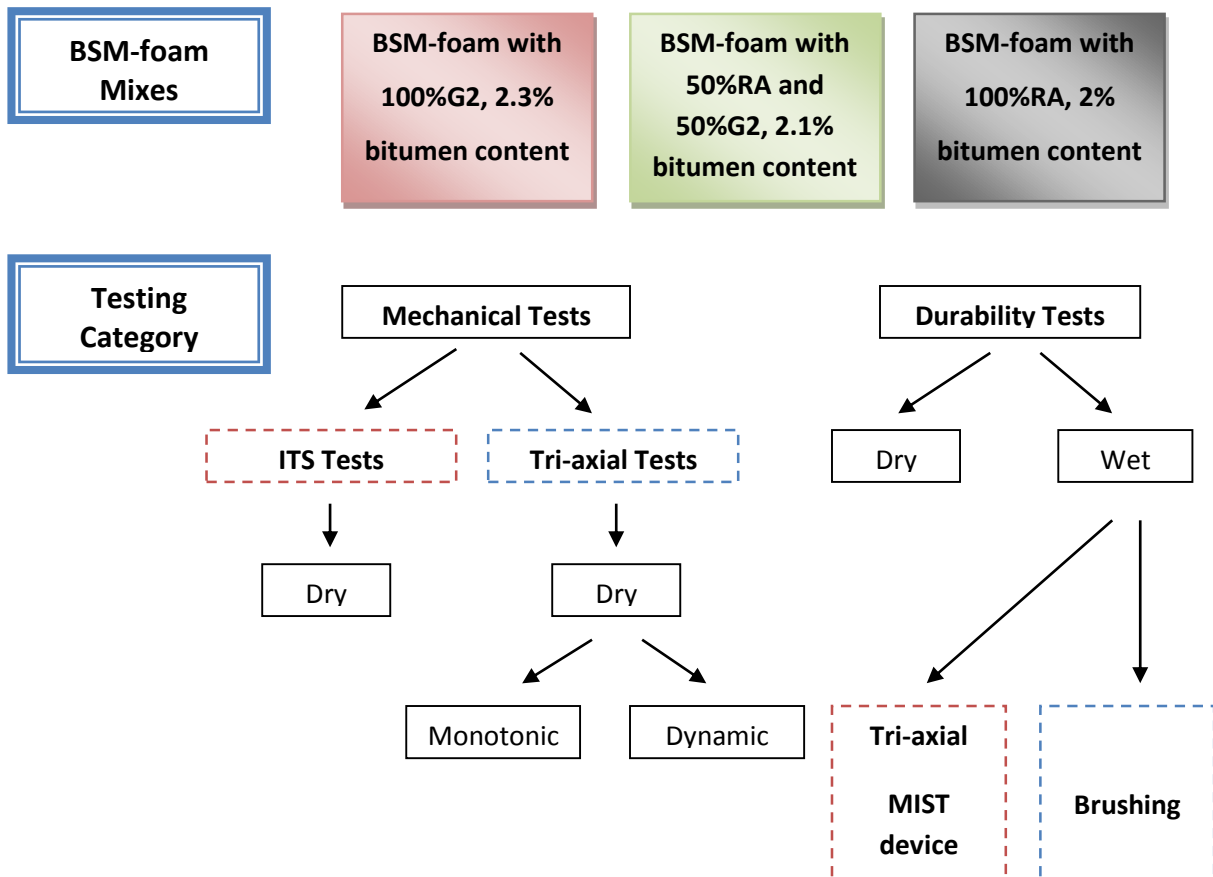 BSM-foam
Mixes
BSM-foam with
100%G2, 2.3%
bitumen content
BSM-foam with
50%RA and
50%G2, 2.1%
bitumen content
BSM-foam with
100%RA, 2%
bitumen content
Testing
Category
Mechanical Tests
Durability Tests
ITS Tests
Tri-axial Tests
Dry
Wet
Dry
Dry
Monotonic
Dynamic
Tri-axial
MIST
device
Brushing